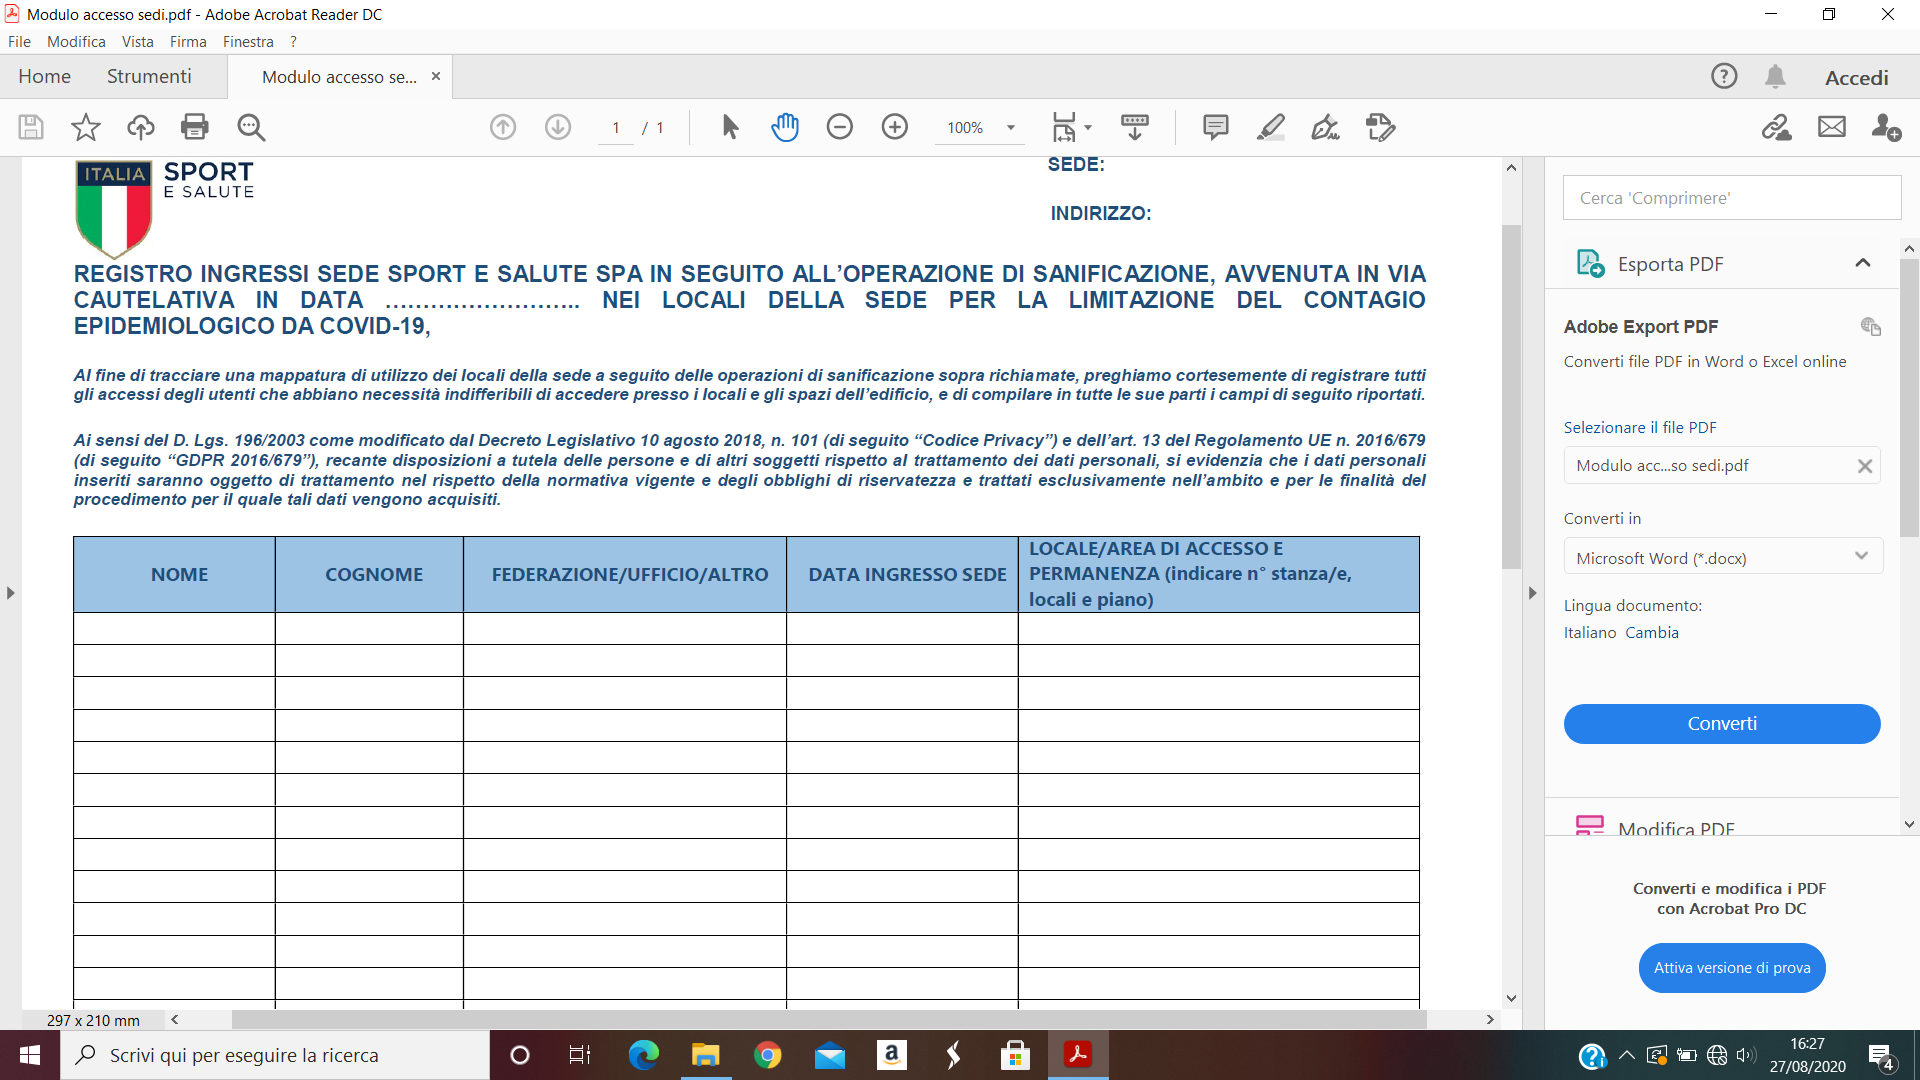 Modulo accesso sedi.pdf - Adobe Acrobat Reader DC
File Modifica Vista Firma Finestra ?
Home Strumenti Modulo accesso se... × Accedi
1 / 1 100%
ITALIA SPORT
E SALUTE
SEDE:
INDIRIZZO:
REGISTRO INGRESSI SEDE SPORT E SALUTE SPA IN SEGUITO ALL’OPERAZIONE DI SANIFICAZIONE, AVVENUTA IN VIA
CAUTELATIVA IN DATA …………………….. NEI LOCALI DELLA SEDE PER LA LIMITAZIONE DEL CONTAGIO
EPIDEMIOLOGICO DA COVID-19,
Al fine di tracciare una mappatura di utilizzo dei locali della sede a seguito delle operazioni di sanificazione sopra richiamate, preghiamo cortesemente di registrare tutti
gli accessi degli utenti che abbiano necessità indifferibili di accedere presso i locali e gli spazi dell’edificio, e di compilare in tutte le sue parti i campi di seguito riportati.
Ai sensi del D. Lgs. 196/2003 come modificato dal Decreto Legislativo 10 agosto 2018, n. 101 (di seguito “Codice Privacy”) e dell’art. 13 del Regolamento UE n. 2016/679
(di seguito “GDPR 2016/679”), recante disposizioni a tutela delle persone e di altri soggetti rispetto al trattamento dei dati personali, si evidenzia che i dati personali
inseriti saranno oggetto di trattamento nel rispetto della normativa vigente e degli obblighi di riservatezza e trattati esclusivamente nell’ambito e per le finalità del
procedimento per il quale tali dati vengono acquisiti.
NOME COGNOME FEDERAZIONE/UFFICIO/ALTRO DATA INGRESSO SEDE LOCALE/AREA DI ACCESSO E
PERMANENZA (indicare n° stanza/e,
locali e piano)
297 x 210 mm
Cerca 'Comprimere'
Esporta PDF
Adobe Export PDF
Converti file PDF in Word o Excel online
Selezionare il file PDF
Modulo acc...so sedi.pdf
Converti in
Microsoft Word (*.docx)
Lingua documento:
Italiano Cambia
Converti
Modifica PDF
Converti e modifica i PDF
con Acrobat Pro DC
Attiva versione di prova
Scrivi qui per eseguire la ricerca
16:27
27/08/2020
4